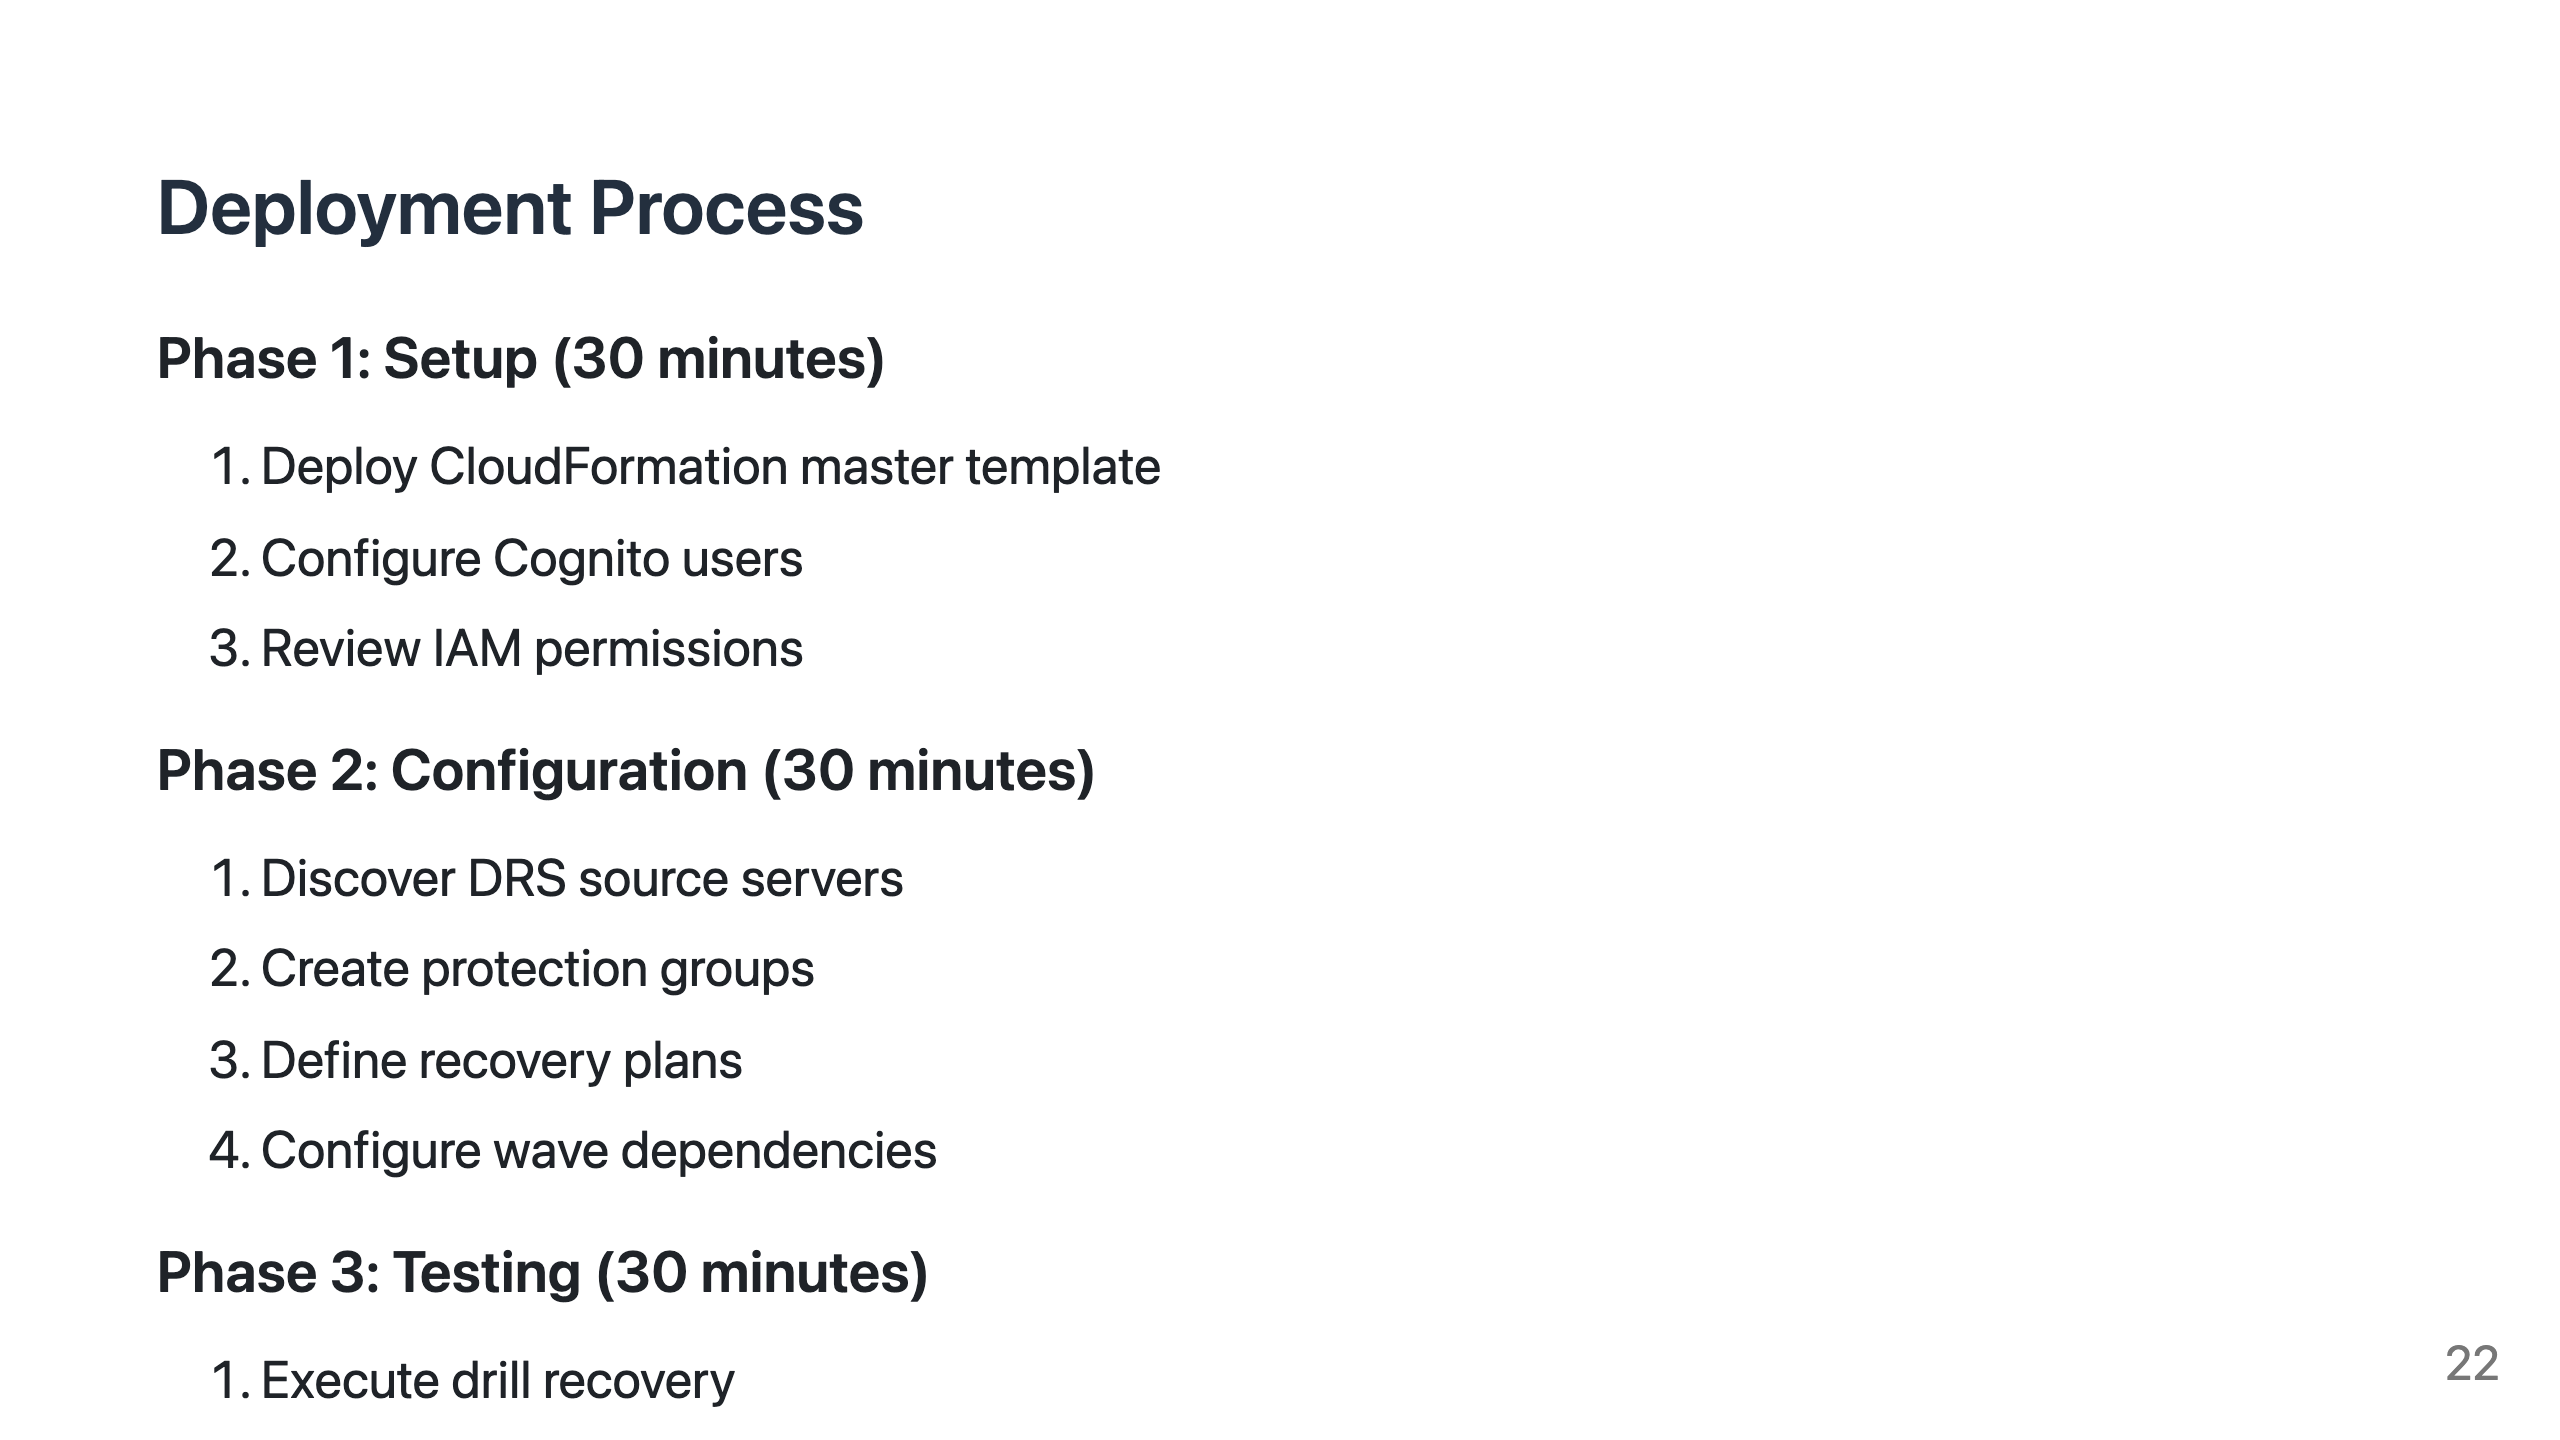 Deployment Process
Phase 1: Setup (30 minutes)
1. Deploy CloudFormation master template
2. Configure Cognito users
3. Review IAM permissions
Phase 2: Configuration (30 minutes)
1. Discover DRS source servers
2. Create protection groups
3. Define recovery plans
4. Configure wave dependencies
Phase 3: Testing (30 minutes)
1. Execute drill recovery
22